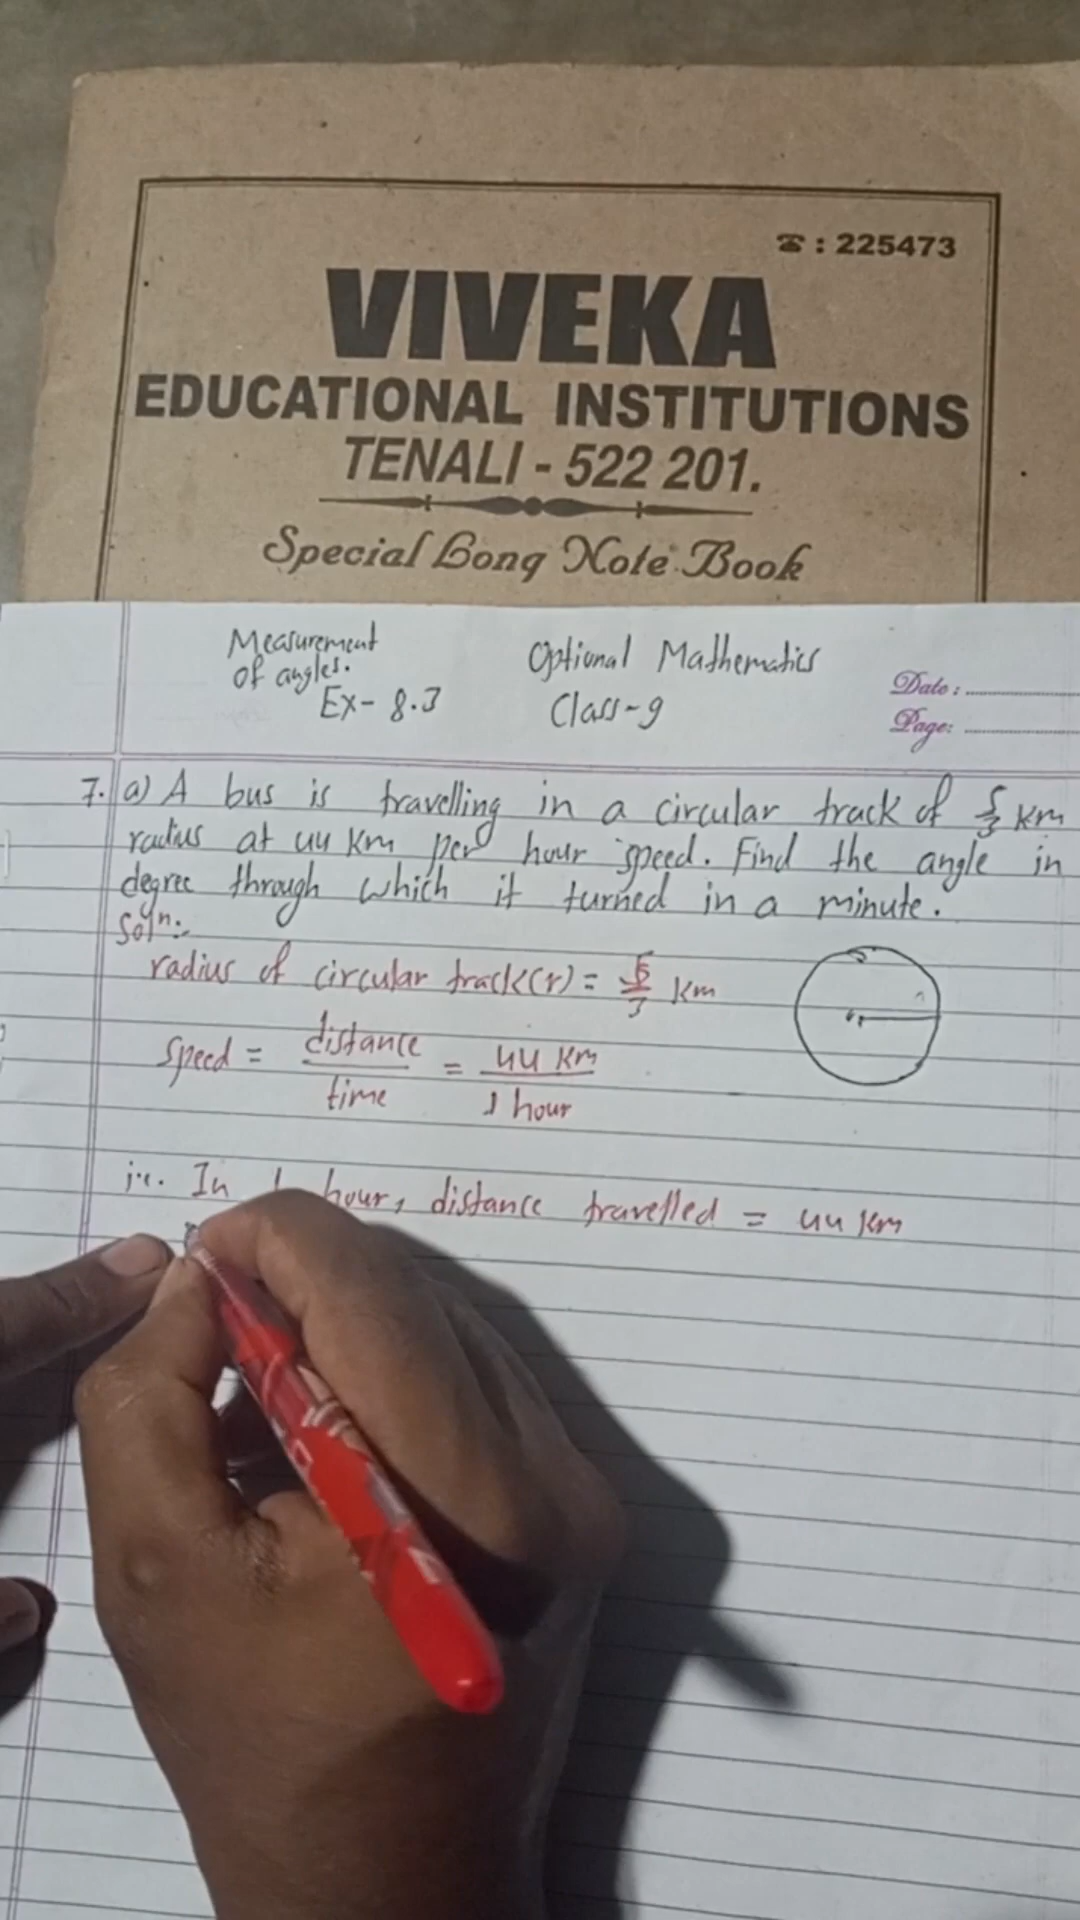 ☎ : 225473
VIVEKA
EDUCATIONAL INSTITUTIONS
TENALI - 522 201.
Special Long Note Book
Measurement
of angles.
Ex- 8.3
Optional Mathematics
Class-9
Date:
Page:
7. a) A bus is travelling in a circular track of 5/3 km
radius at 44 km per hour speed. Find the angle in
degree through which it turned in a minute.
Solⁿ:
radius of circular track(r) = 5/3 km
Speed = distance/time = 44 km/1 hour
i.e. In hour, distance travelled = 44 km